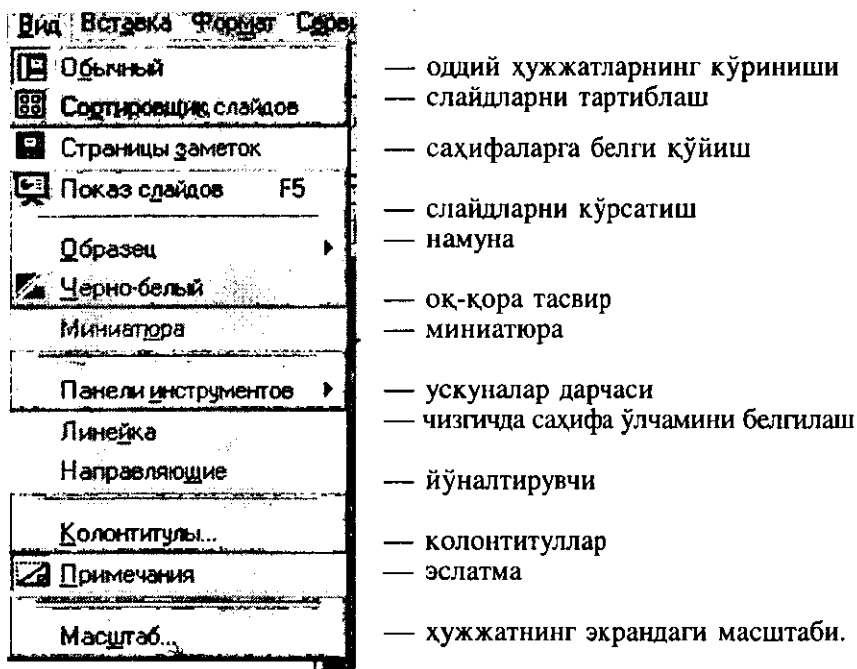 Вид Вставка Формат Серви
Обычный — оддий ҳужжатларнинг кўриниши
Сортировщик слайдов — слайдларни тартиблаш
Страницы заметок — саҳифаларга белги қўйиш
Показ слайдов F5 — слайдларни кўрсатиш
Образец — намуна
Черно-белый — оқ-қора тасвир
Миниатюра — миниатюра
Панели инструментов — ускуналар дарчаси
Линейка — чизгичда саҳифа ўлчамини белгилаш
Направляющие — йўналтирувчи
Колонтитулы... — колонтитуллар
Примечания — эслатма
Масштаб... — ҳужжатнинг экрандаги масштаби.